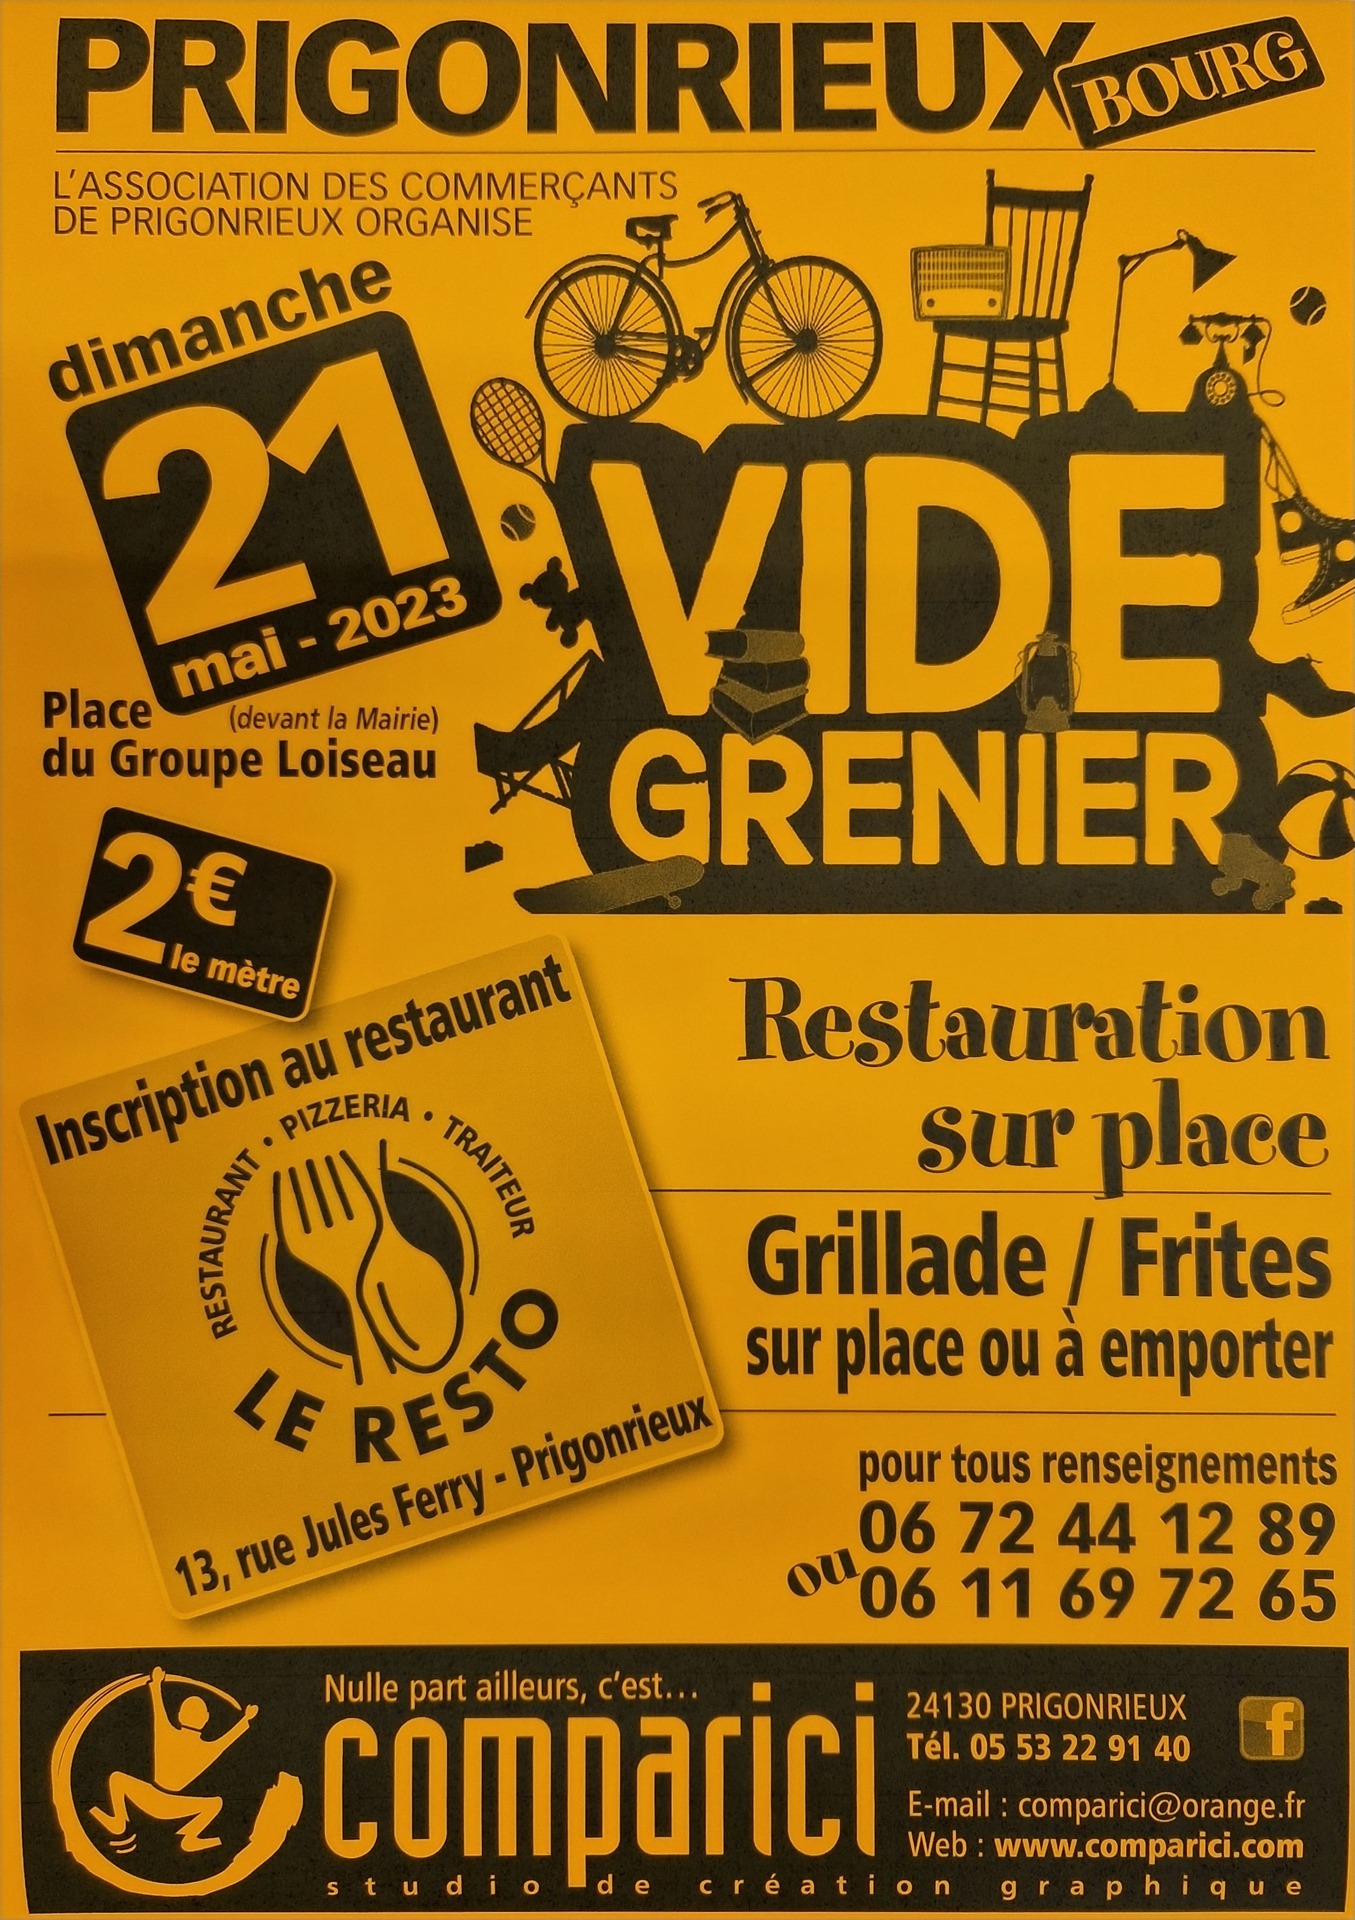 PRIGONRIEUX
BOURG
L'ASSOCIATION DES COMMERÇANTS
DE PRIGONRIEUX ORGANISE
dimanche
21
mai - 2023
Place (devant la Mairie)
du Groupe Loiseau
VIDE
GRENIER
2€
le mètre
Inscription au restaurant
RESTAURANT • PIZZERIA • TRAITEUR
LE RESTO
13, rue Jules Ferry - Prigonrieux
Restauration
sur place
Grillade / Frites
sur place ou à emporter
pour tous renseignements
06 72 44 12 89
ou 06 11 69 72 65
Nulle part ailleurs, c'est...
comparici
studio de création graphique
24130 PRIGONRIEUX
Tél. 05 53 22 91 40
E-mail : comparici@orange.fr
Web : www.comparici.com
f